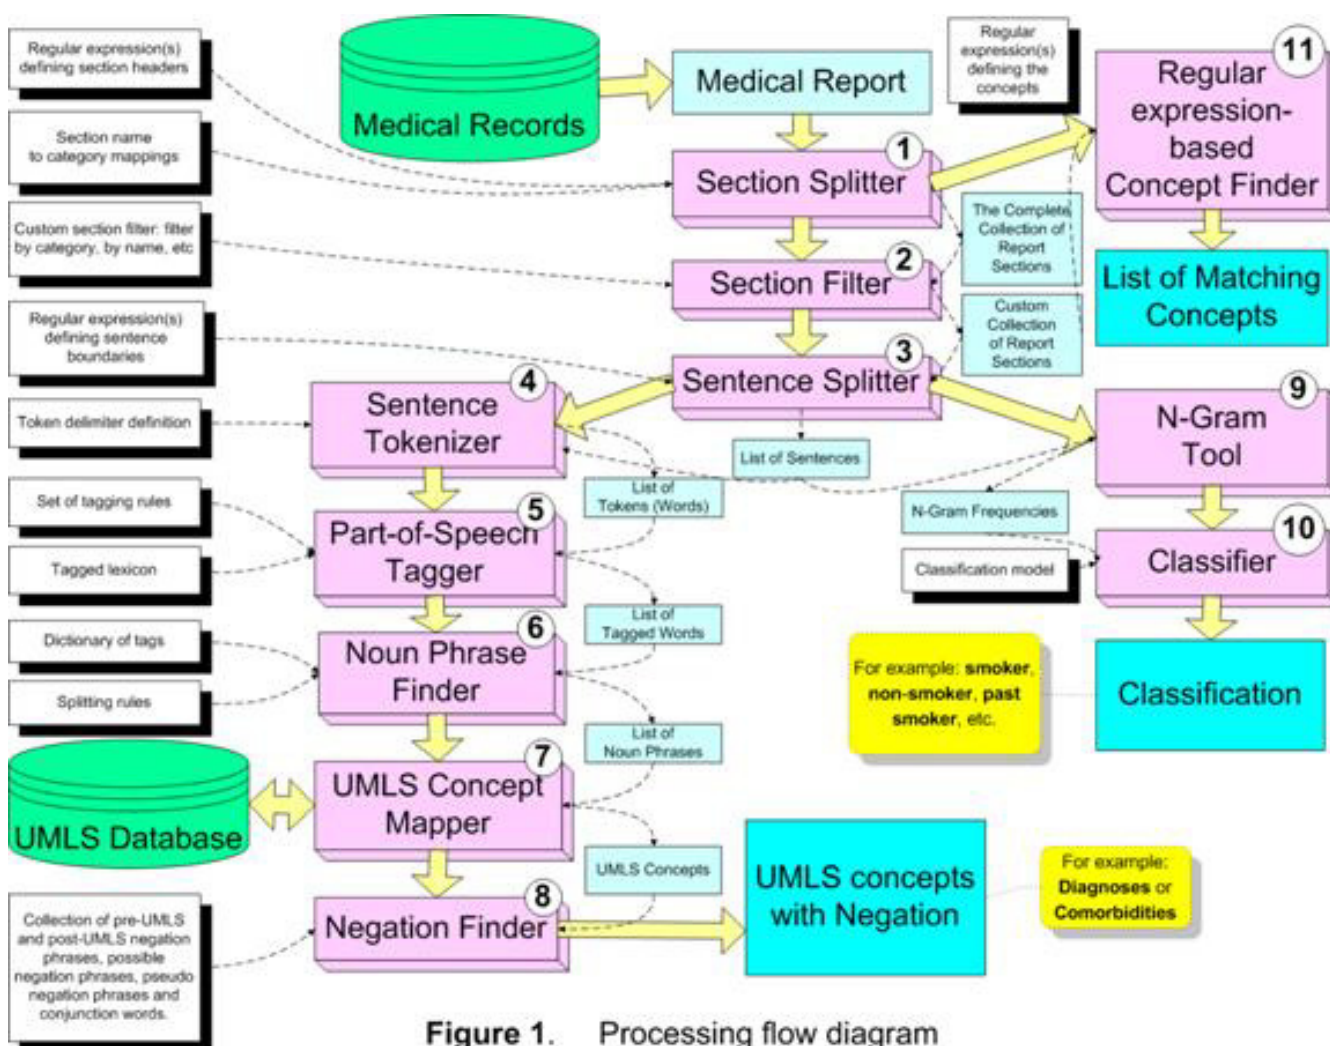 Regular expression(s)
defining section headers
Section name
to category mappings
Custom section filter: filter
by category, by name, etc
Regular expression(s)
defining sentence
boundaries
Token delimiter definition
Set of tagging rules
Tagged lexicon
Dictionary of tags
Splitting rules
UMLS Database
Collection of pre-UMLS
and post-UMLS negation
phrases, possible
negation phrases, pseudo
negation phrases and
conjunction words.
Medical Records
Medical Report
1
Section Splitter
2
Section Filter
3
Sentence Splitter
The Complete
Collection of
Report
Sections
Custom
Collection
of Report
Sections
List of Sentences
4
Sentence
Tokenizer
List of
Tokens (Words)
5
Part-of-Speech
Tagger
List of
Tagged Words
6
Noun Phrase
Finder
List of
Noun Phrases
7
UMLS Concept
Mapper
UMLS Concepts
8
Negation Finder
UMLS concepts
with Negation
For example:
Diagnoses or
Comorbidities
Regular
expression(s)
defining the
concepts
11
Regular
expression-
based
Concept Finder
List of Matching
Concepts
9
N-Gram
Tool
N-Gram Frequencies
Classification model
10
Classifier
Classification
For example: smoker,
non-smoker, past
smoker, etc.
Figure 1. Processing flow diagram